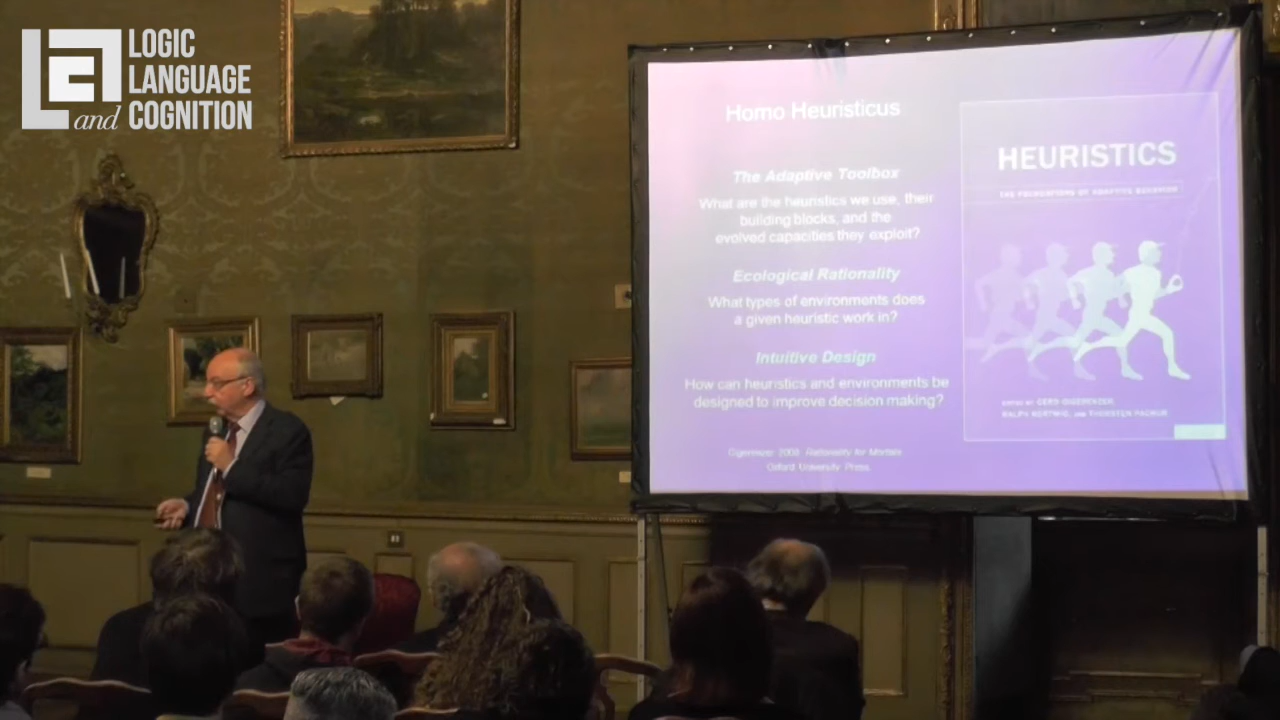 LOGIC
LANGUAGE
and COGNITION
Homo Heuristicus
The Adaptive Toolbox
What are the heuristics we use, their
building blocks, and the
evolved capacities they exploit?
Ecological Rationality
What types of environments does
a given heuristic work in?
Intuitive Design
How can heuristics and environments be
designed to improve decision making?
Gigerenzer 2008. Rationality for Mortals
Oxford University Press.
HEURISTICS
THE FOUNDATIONS OF ADAPTIVE BEHAVIOR
EDITED BY GERD GIGERENZER,
RALPH HERTWIG, AND THORSTEN PACHUR